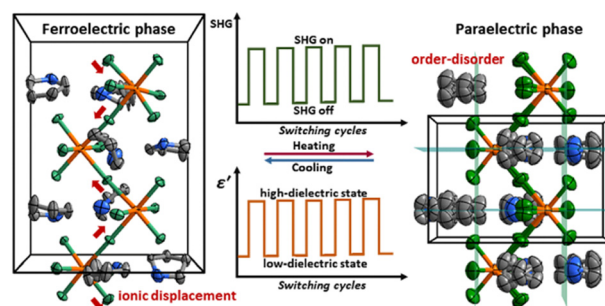 Ferroelectric phase
ionic displacement
SHG
SHG on
SHG off
Switching cycles
Heating
Cooling
ε'
high-dielectric state
low-dielectric state
Switching cycles
Paraelectric phase
order-disorder